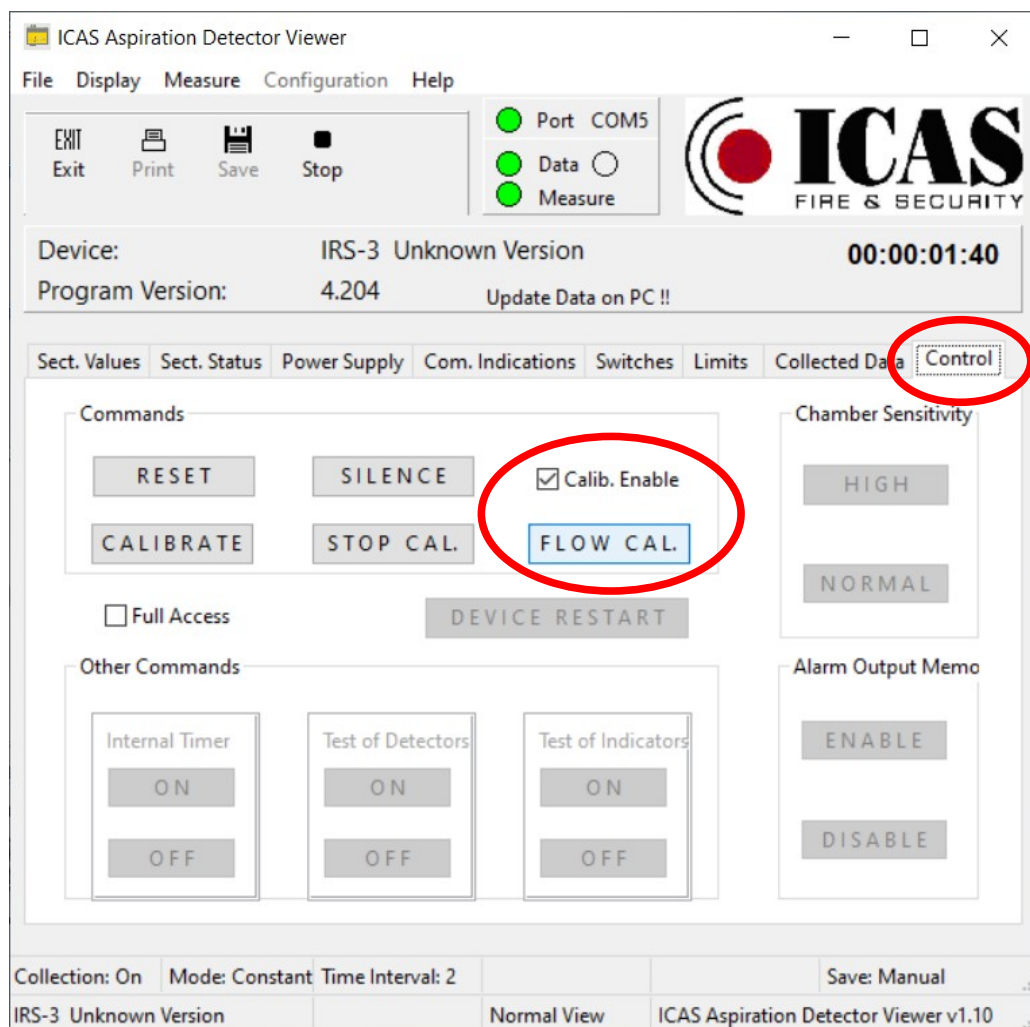 ICAS Aspiration Detector Viewer
File Display Measure Configuration Help
EXIT
Exit Print Save Stop
Port COM5
Data
Measure
ICAS
FIRE & SECURITY
Device: IRS-3 Unknown Version 00:00:01:40
Program Version: 4.204 Update Data on PC !!
Sect. Values Sect. Status Power Supply Com. Indications Switches Limits Collected Data Control
Commands Chamber Sensitivity
RESET SILENCE Calib. Enable HIGH
CALIBRATE STOP CAL. FLOW CAL. NORMAL
Full Access DEVICE RESTART
Other Commands Alarm Output Memo
Internal Timer Test of Detectors Test of Indicators ENABLE
ON ON ON
OFF OFF OFF DISABLE
Collection: On Mode: Constant Time Interval: 2 Save: Manual
IRS-3 Unknown Version Normal View ICAS Aspiration Detector Viewer v1.10